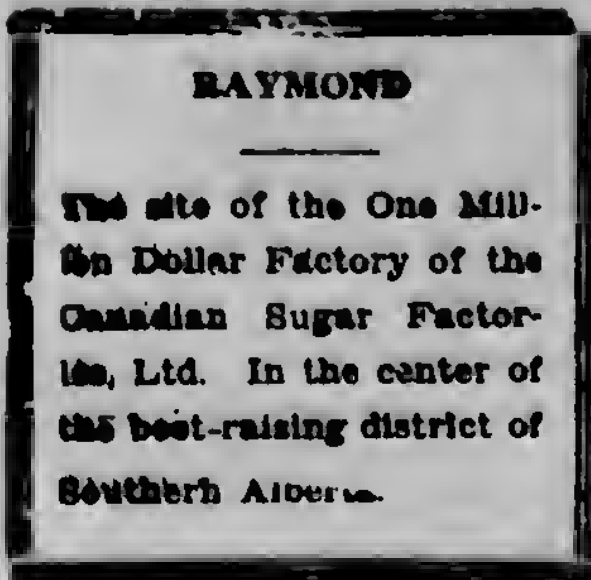 RAYMOND
The site of the One Mill-
ion Dollar Factory of the
Canadian Sugar Factor-
ies, Ltd. In the center of
the beet-raising district of
Southern Alberta.